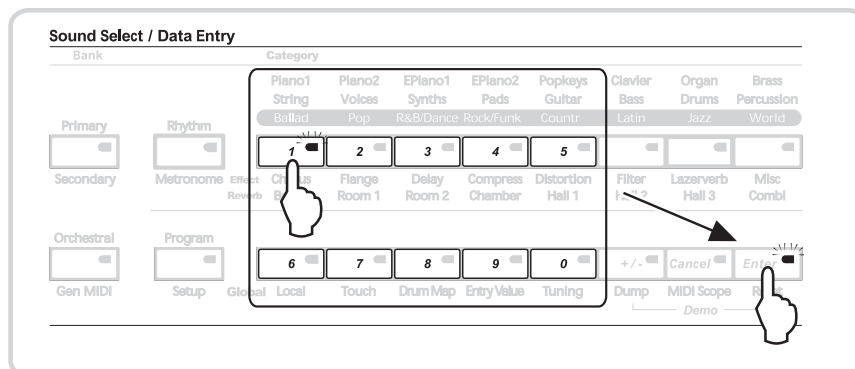 Sound Select / Data Entry
Bank Category
Piano1 Piano2 EPiano1 EPiano2 Popkeys Clavier Organ Brass
String Voices Synths Pads Guitar Bass Drums Percussion
Primary Rhythm Ballad Pop R&B/Dance Rock/Funk Countr Latin Jazz World
1 2 3 4 5
Secondary Metronome Effect Flange Delay Compress Distortion Filter Lazerverb Misc
Reverb Room 1 Room 2 Chamber Hall 1 Hall 3 Combi
Orchestral Program
6 7 8 9 0 +/- Cancel Enter
Gen MIDI Setup Global Local Touch Drum Map Entry Value Tuning Dump MIDI Scope
Demo